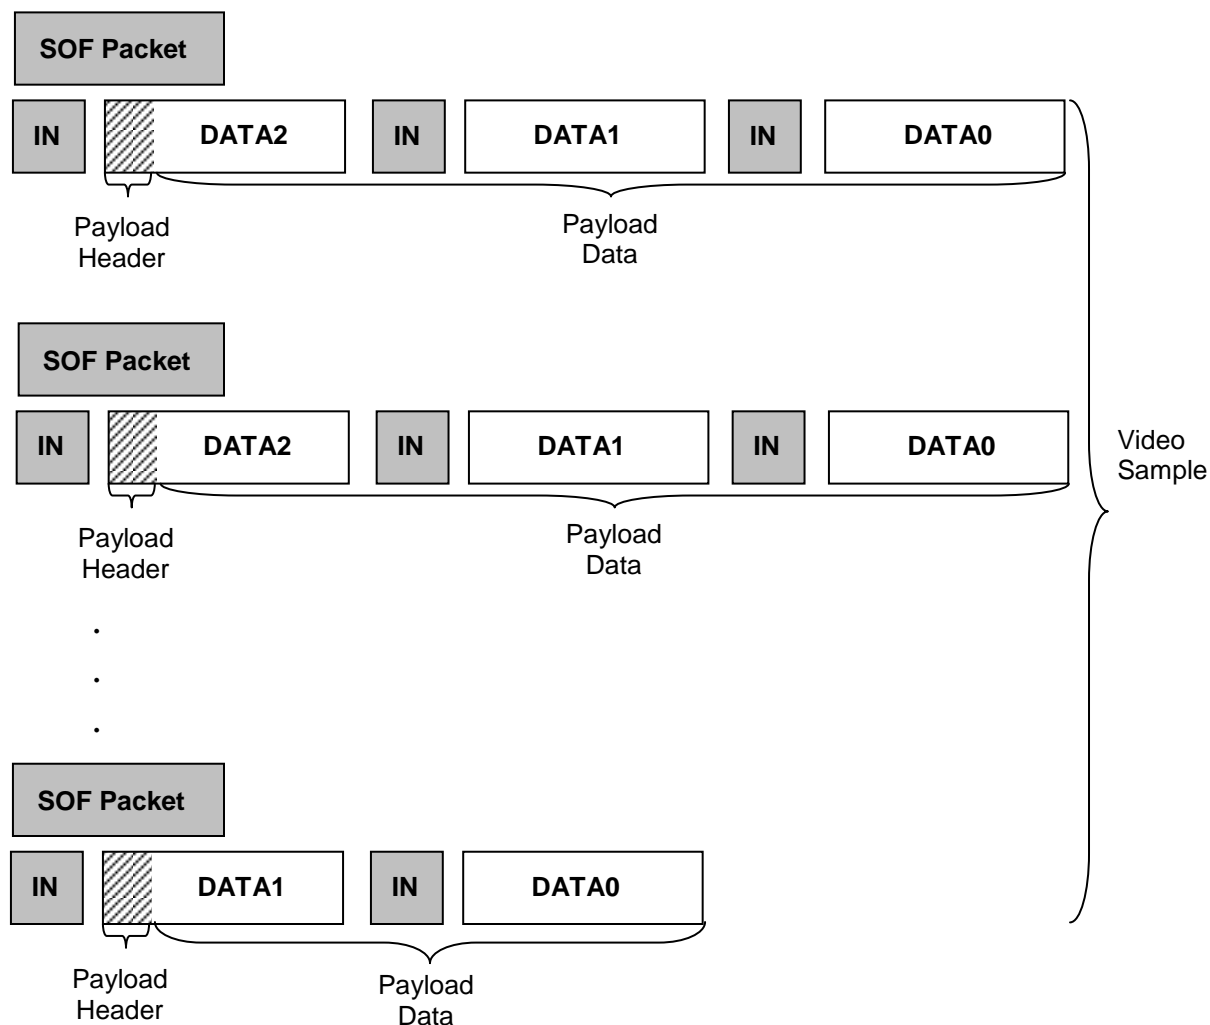 SOF Packet
IN DATA2 IN DATA1 IN DATA0
Payload
Header
Payload
Data
SOF Packet
IN DATA2 IN DATA1 IN DATA0
Video
Sample
Payload
Header
Payload
Data
.
.
.
SOF Packet
IN DATA1 IN DATA0
Payload
Header
Payload
Data